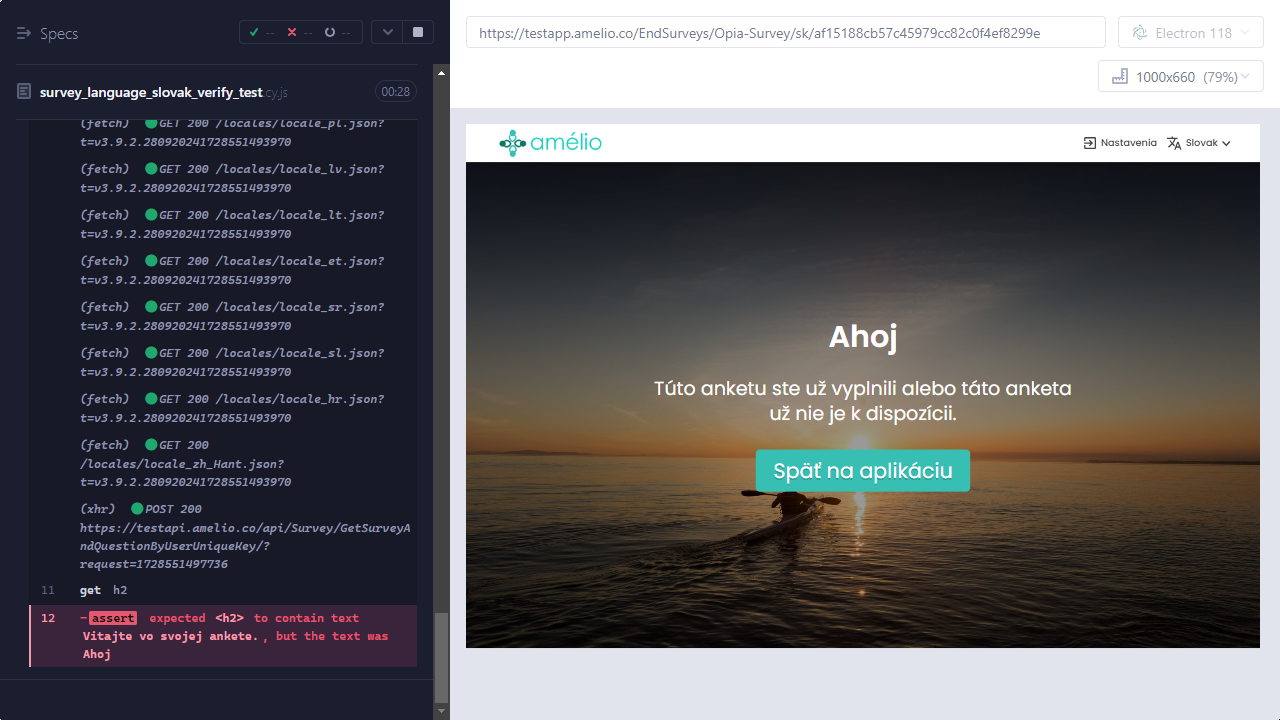 Specs
--
--
--
survey_language_slovak_verify_test.cy.js
00:28
(fetch) GET 200 /locales/locale_pl.json?
t=v3.9.2.280920241728551493970
(fetch) GET 200 /locales/locale_lv.json?
t=v3.9.2.280920241728551493970
(fetch) GET 200 /locales/locale_lt.json?
t=v3.9.2.280920241728551493970
(fetch) GET 200 /locales/locale_et.json?
t=v3.9.2.280920241728551493970
(fetch) GET 200 /locales/locale_sr.json?
t=v3.9.2.280920241728551493970
(fetch) GET 200 /locales/locale_sl.json?
t=v3.9.2.280920241728551493970
(fetch) GET 200 /locales/locale_hr.json?
t=v3.9.2.280920241728551493970
(fetch) GET 200
/locales/locale_zh_Hant.json?
t=v3.9.2.280920241728551493970
(xhr) POST 200
https://testapi.amelio.co/api/Survey/GetSurveyA
ndQuestionByUserUniqueKey/?
request=1728551497736
11 get h2
12 -assert expected <h2> to contain text
Vitajte vo svojej ankete. , but the text was
Ahoj
https://testapp.amelio.co/EndSurveys/Opia-Survey/sk/af15188cb57c45979cc82c0f4ef8299e
Electron 118
1000x660 (79%)
amélio
Nastavenia
Slovak
Ahoj
Túto anketu ste už vyplnili alebo táto anketa
už nie je k dispozícii.
Späť na aplikáciu